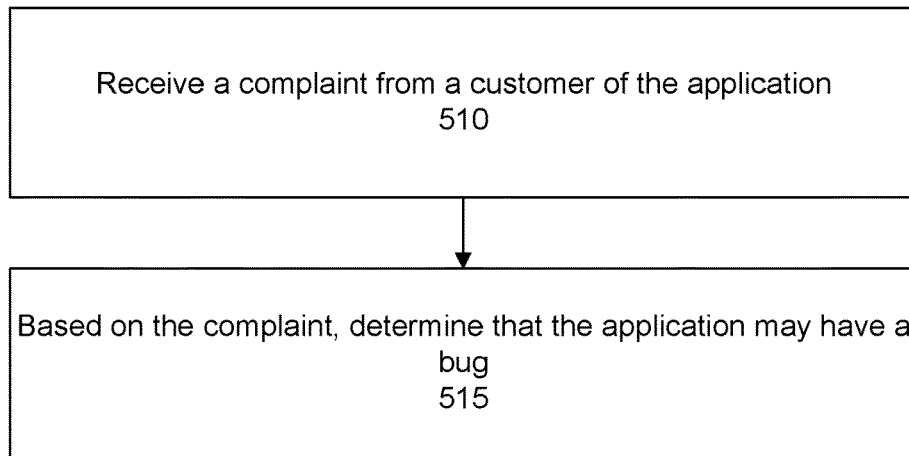 Receive a complaint from a customer of the application
510
Based on the complaint, determine that the application may have a
bug
515